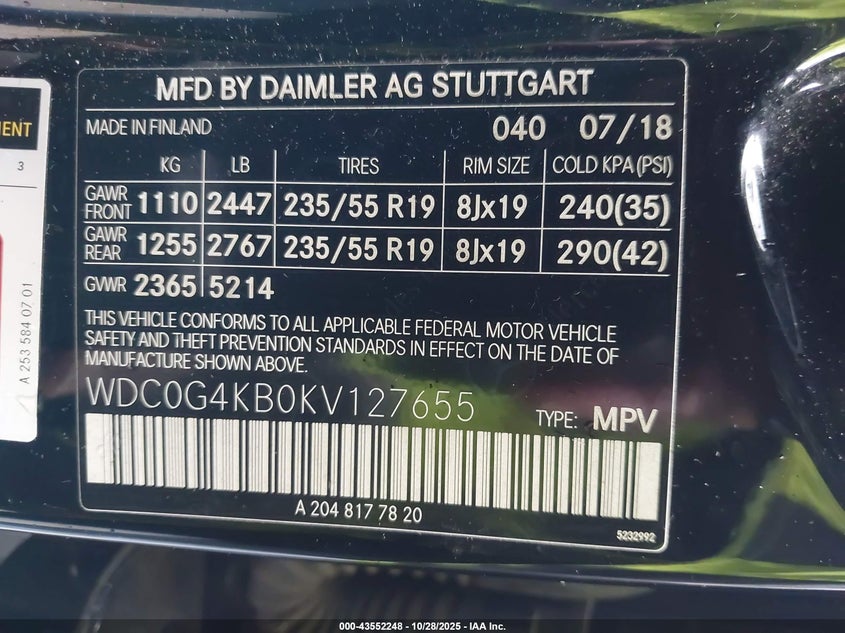 MENT
3
A 253 584 07 01
MFD BY DAIMLER AG STUTTGART
MADE IN FINLAND 040 07/18
KG LB TIRES RIM SIZE COLD KPA(PSI)
GAWR FRONT 1110 2447 235/55 R19 8Jx19 240(35)
GAWR REAR 1255 2767 235/55 R19 8Jx19 290(42)
GVWR 2365 5214
THIS VEHICLE CONFORMS TO ALL APPLICABLE FEDERAL MOTOR VEHICLE
SAFETY AND THEFT PREVENTION STANDARDS IN EFFECT ON THE DATE OF
MANUFACTURE SHOWN ABOVE.
WDC0G4KB0KV127655 TYPE: MPV
A 204 817 78 20
5232992
000-43552248 - 10/28/2025 - IAA Inc.